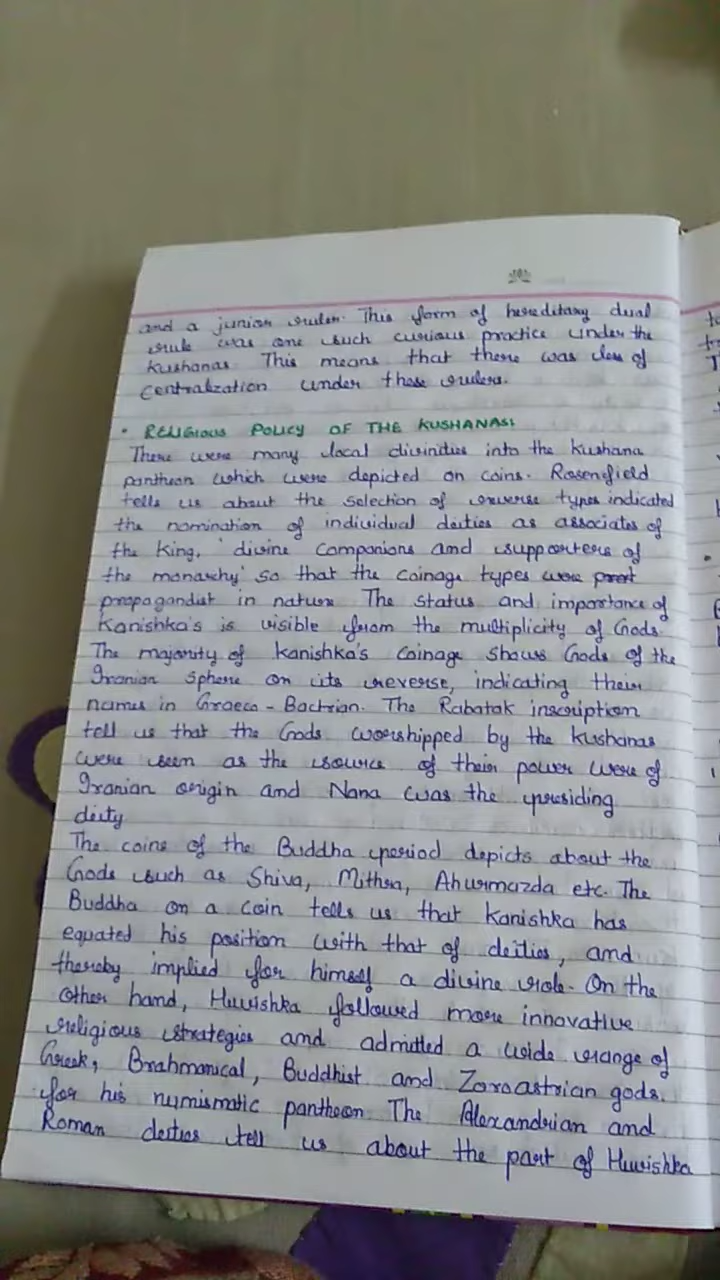 and a junior ruler. This form of hereditary dual
rule was one such curious practice under the
Kushanas. This means that there was less of
centralzation under these rulers.
• RELIGIOUS POLICY OF THE KUSHANAS:
There were many local divinities into the Kushana
pantheon which were depicted on coins. Rosenfield
tells us about the selection of reverse types indicated
the nomination of individual deities as associates of
the King, 'divine companions and supporters of
the monarchy' so that the coinage types were
propagandist in nature. The status and importance of
Kanishka's is visible from the multiplicity of Gods.
The majority of Kanishka's coinage shows Gods of the
Iranian sphere on its reverse, indicating their
names in Graeco - Bactrian. The Rabatak inscription
tell us that the Gods worshipped by the Kushanas
were seen as the source of their power were of
Iranian origin and Nana was the presiding
deity
The coins of the Buddha period depicts about the
Gods such as Shiva, Mithra, Ahurmazda etc. The
Buddha on a coin tells us that Kanishka has
equated his position with that of deities, and
thereby implied for himself a divine role. On the
other hand, Huvishka followed more innovative
religious strategies and admitted a wide range of
Greek, Brahmanical, Buddhist and Zoroastrian gods.
for his numismatic pantheon. The Alexandrian and
Roman deities tell us about the part of Huvishka